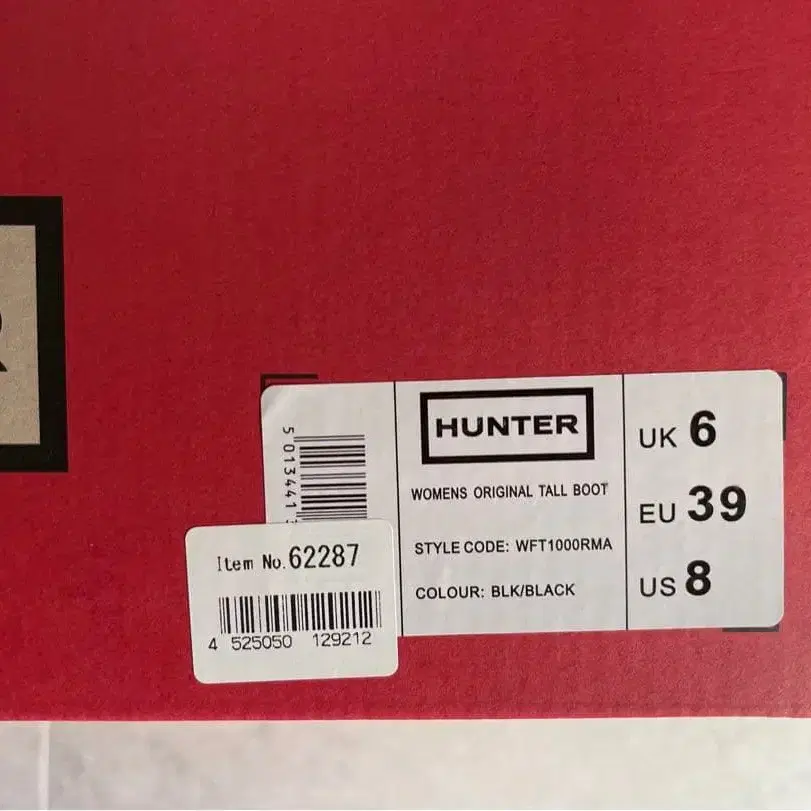 HUNTER
WOMENS ORIGINAL TALL BOOT
STYLE CODE: WFT1000RMA
COLOUR: BLK/BLACK
UK 6
EU 39
US 8
5013441
Item No.62287
4 525050 129212
R